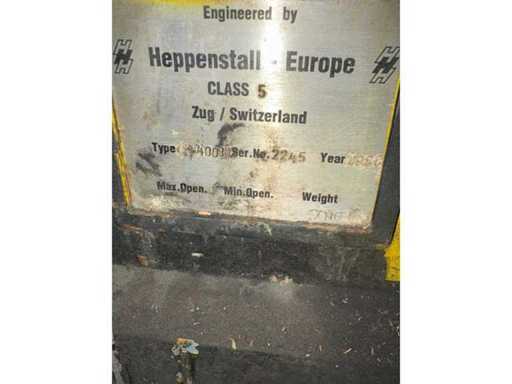 Engineered by
Heppenstall - Europe
CLASS 5
Zug / Switzerland
Type Ser.No. 2245 Year
Max.Open. Min.Open. Weight